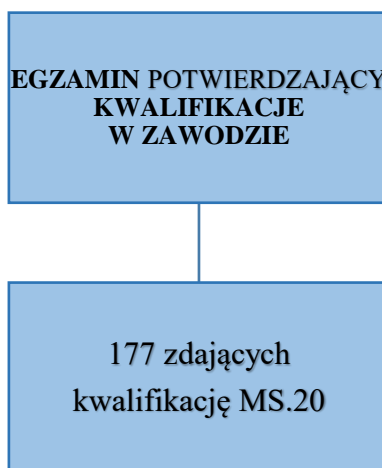 EGZAMIN POTWIERDZAJĄCY
KWALIFIKACJE
W ZAWODZIE
177 zdających
kwalifikację MS.20